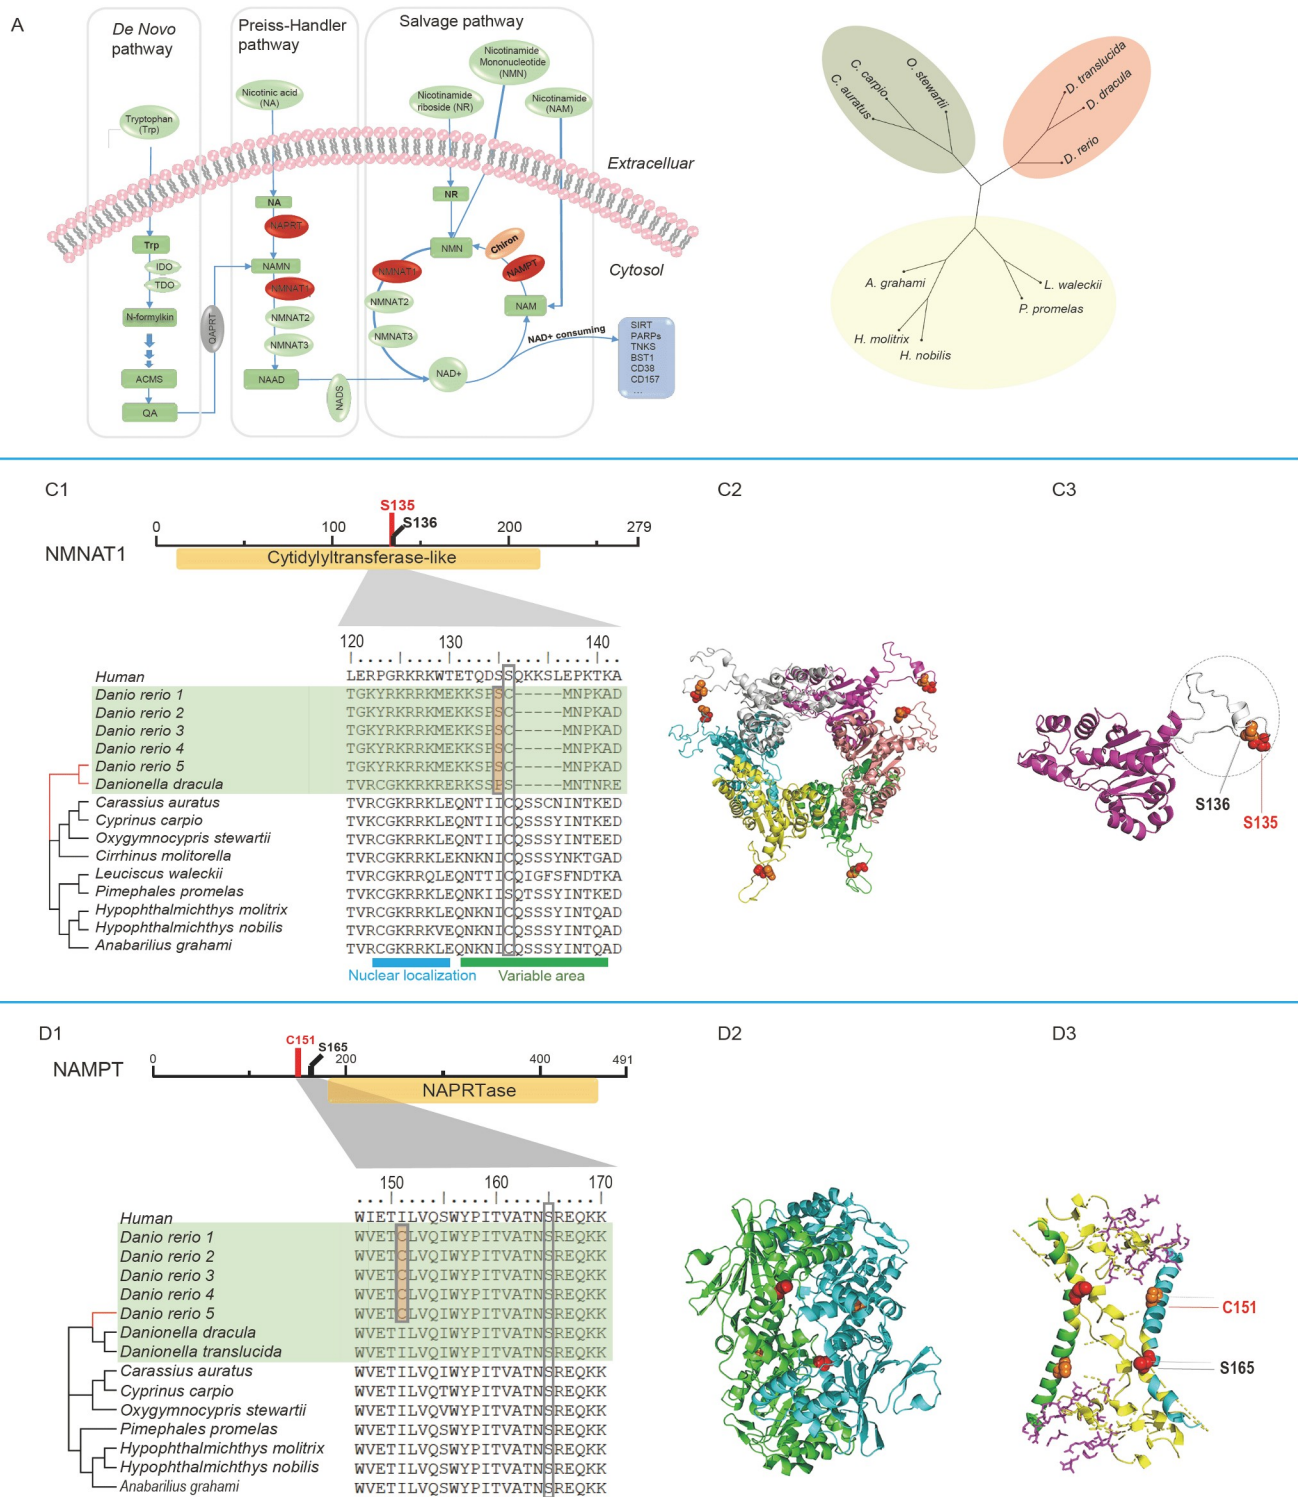 A
De Novo
pathway
Preiss-Handler
pathway
Salvage pathway
Tryptophan
(Trp)
Nicotinic acid
(NA)
Nicotinamide
riboside (NR)
Nicotinamide
Mononucleotide
(NMN)
Nicotinamide
(NAM)
Extracelluar
Cytosol
Trp
IDO
TDO
N-formylkin
ACMS
QA
QAPRT
NA
NAPRT
NAMN
NMNAT1
NMNAT2
NMNAT3
NAAD
NADS
NR
NMN
Chiron
NAMPT
NAM
NMNAT1
NMNAT2
NMNAT3
NAD+
NAD+ consuming
SIRT
PARPs
TNKS
BST1
CD38
CD157
...
C. auratus
C. carpio
O. stewartii
D. translucida
D. dracula
D. rerio
A. grahami
L. waleckii
P. promelas
H. molitrix
H. nobilis
C1
C2
C3
S135
S136
0 100 200 279
NMNAT1
Cytidylyltransferase-like
120 130 140
Human LERPGRKRKWTETQDSSQKKSLEPKTKA
Danio rerio 1 TGKYRKRRKMEKKSPSC-----MNPKAD
Danio rerio 2 TGKYRKRRKMEKKSPSC-----MNPKAD
Danio rerio 3 TGKYRKRRKMEKKSPSC-----MNPKAD
Danio rerio 4 TGKYRKRRKMEKKSPSC-----MNPKAD
Danio rerio 5 TGKYRKRRKMEKKSPSC-----MNPKAD
Danionella dracula TGKYRKRRKRERKSSPS-----MNTNRE
Carassius auratus TVRCGKRRKLEQNTIICQSSCNINTKED
Cyprinus carpio TVKCGKRRKLEQNTIICQSSSYINTKED
Oxygymnocypris stewartii TVRCGKRRKLEQNTIICQSSSYINTEED
Cirrhinus molitorella TVRCGKRRKLEKNKNICQSSSYNKTGAD
Leuciscus waleckii TVRCGKRRQLEQNTTICQIGFSFNDTKA
Pimephales promelas TVKCGKRRKLEQNKIISQTSSYINTKED
Hypophthalmichthys molitrix TVRCGKRRKLEQNKNICQSSSYINTQAD
Hypophthalmichthys nobilis TVRCGKRRKVEQNKNICQSSSYINTQAD
Anabarilius grahami TVRCGKRRKLEQNKNICQSSSYINTQAD
Nuclear localization Variable area
S136
S135
D1
D2
D3
C151
S165
0 200 400 491
NAMPT
NAPRTase
150 160 170
Human WIETILVQSWYPITVATNSREQKK
Danio rerio 1 WVETCLVQIWYPITVATNSREQKK
Danio rerio 2 WVETCLVQIWYPITVATNSREQKK
Danio rerio 3 WVETCLVQIWYPITVATNSREQKK
Danio rerio 4 WVETCLVQIWYPITVATNSREQKK
Danio rerio 5 WVETCLVQIWYPITVATNSREQKK
Danionella dracula WVETILVQIWYPITVATNSREQKK
Danionella translucida WVETILVQIWYPITVATNSREQKK
Carassius auratus WVETILVQSWYPITVATNSREQKK
Cyprinus carpio WVETILVQTWYPITVATNSREQKK
Oxygymnocypris stewartii WVETILVQVWYPITVATNSREQKK
Pimephales promelas WVETILVQSWYPITVATNSREQKK
Hypophthalmichthys molitrix WVETILVQSWYPITVATNSREQKK
Hypophthalmichthys nobilis WVETILVQSWYPITVATNSREQKK
Anabarilius grahami WVETILVQSWYPITVATNSREQKK
C151
S165